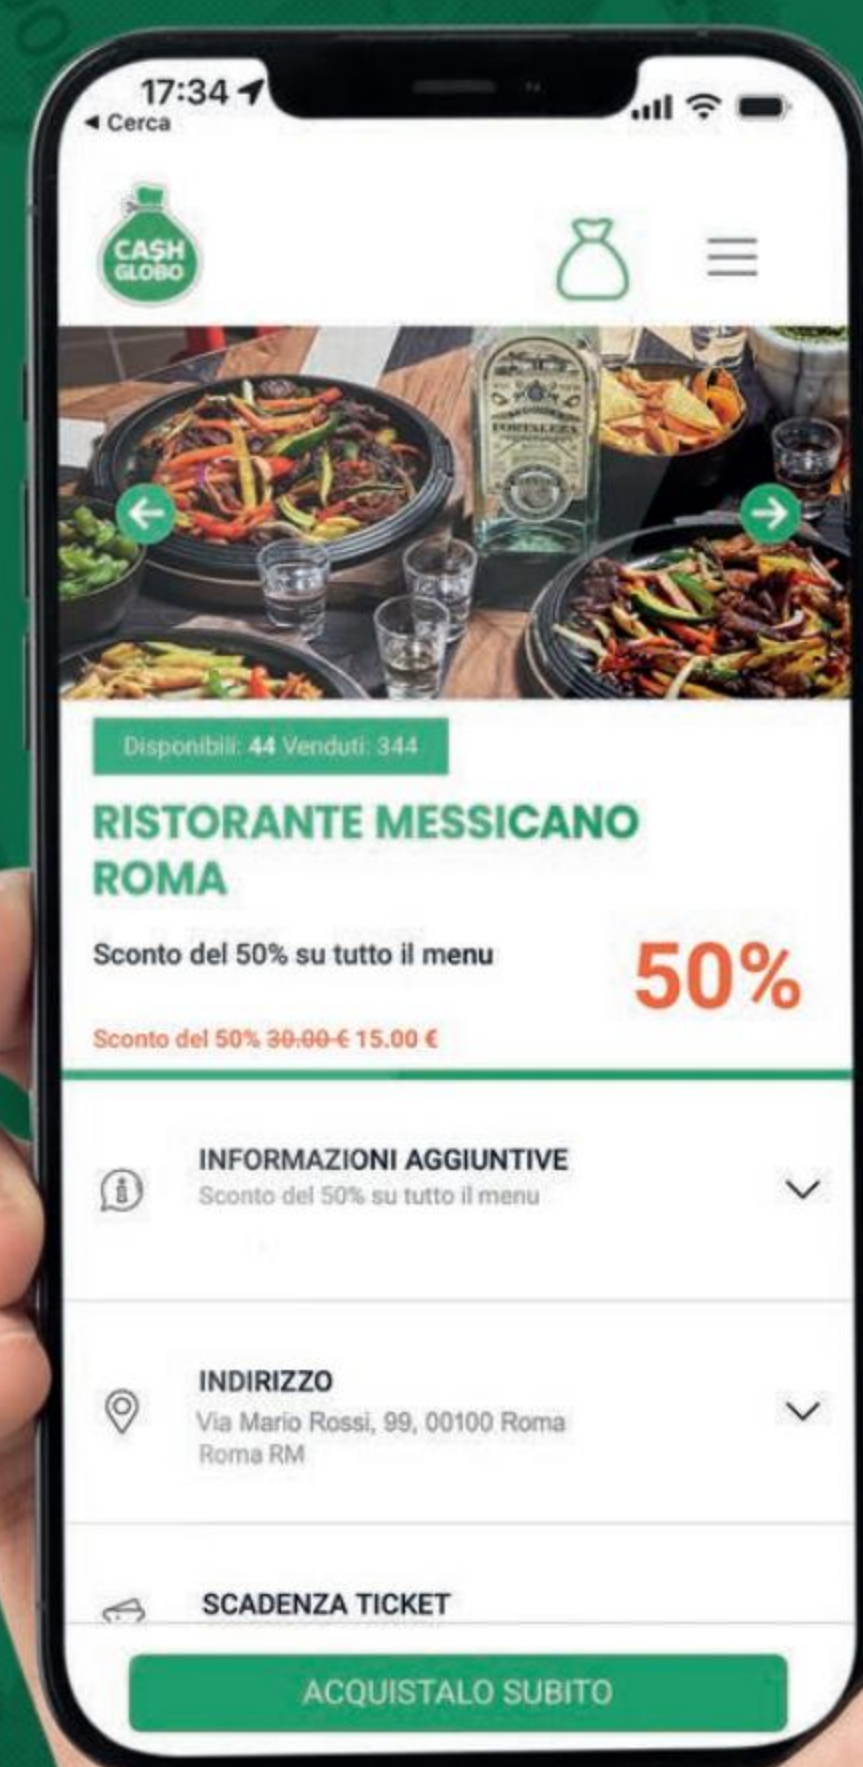 17:34
◀ Cerca
CA$H
GLOBO
FORTALEZA
Disponibili: 44 Venduti: 344
RISTORANTE MESSICANO
ROMA
Sconto del 50% su tutto il menu
50%
Sconto del 50% 30.00 € 15.00 €
INFORMAZIONI AGGIUNTIVE
Sconto del 50% su tutto il menu
INDIRIZZO
Via Mario Rossi, 99, 00100 Roma
Roma RM
SCADENZA TICKET
ACQUISTALO SUBITO